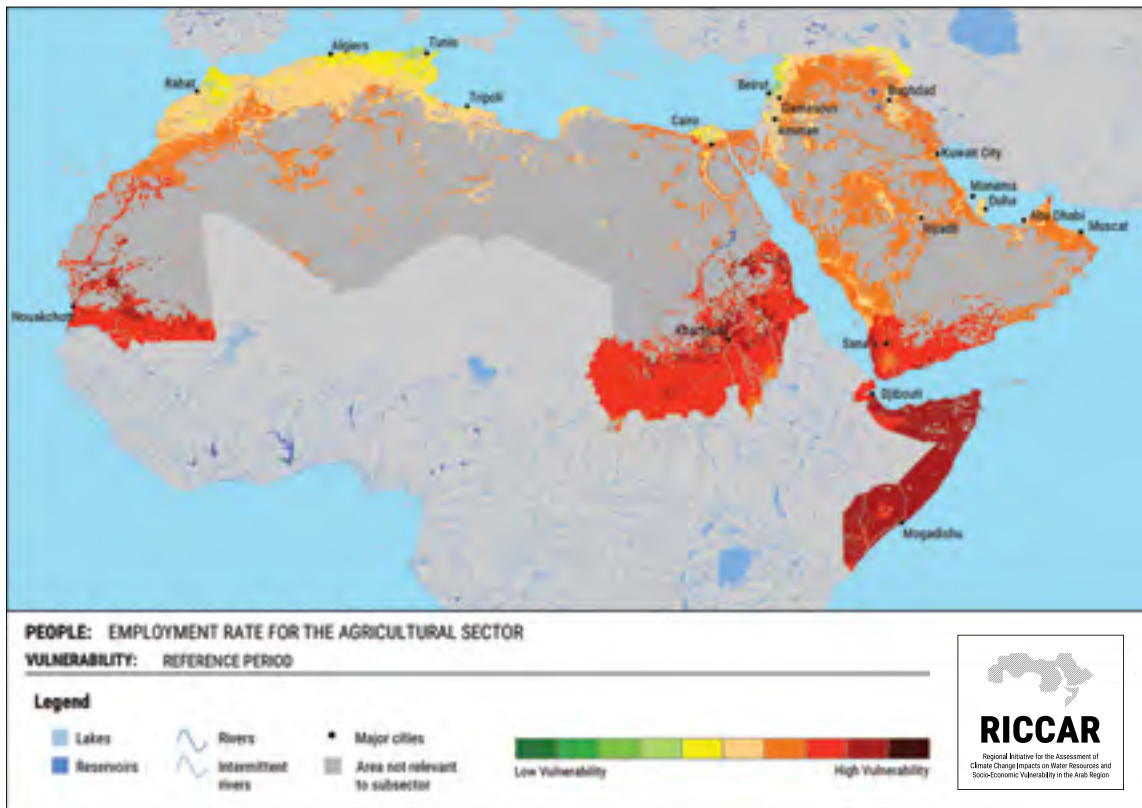 Algiers
Tunis
Rabat
Tripoli
Beirut
Baghdad
Damascus
Cairo
Amman
Kuwait City
Manama
Doha
Abu Dhabi
Riyadh
Muscat
Nouakchott
Khartoum
Sana'a
Djibouti
Mogadishu
PEOPLE: EMPLOYMENT RATE FOR THE AGRICULTURAL SECTOR
VULNERABILITY: REFERENCE PERIOD
Legend
Lakes
Rivers
Major cities
Reservoirs
Intermittent
rivers
Area not relevant
to subsector
Low Vulnerability
High Vulnerability
RICCAR
Regional Initiative for the Assessment of
Climate Change Impacts on Water Resources and
Socio-Economic Vulnerability in the Arab Region